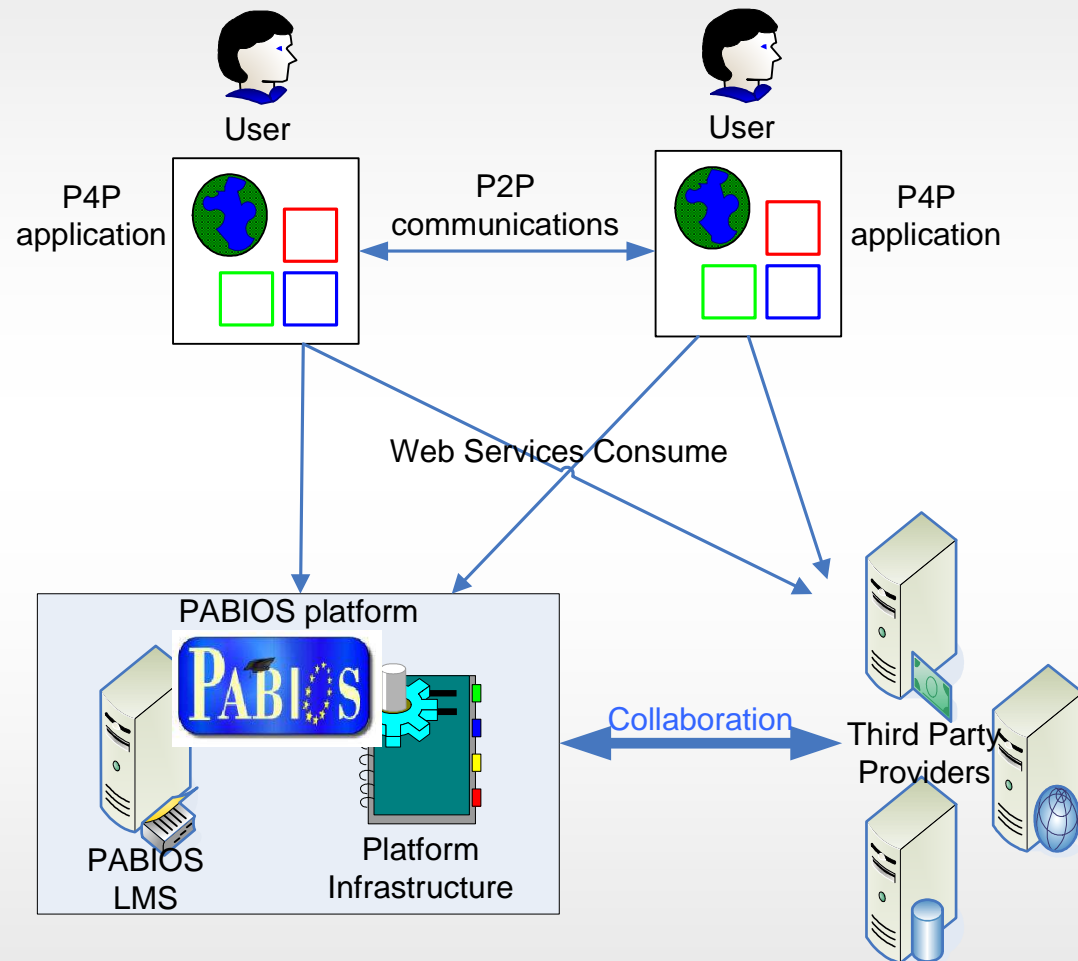 User
User
P4P
application
P2P
communications
P4P
application
Web Services Consume
PABIOS platform
PABIOS
Collaboration
Third Party
Providers
PABIOS
LMS
Platform
Infrastructure